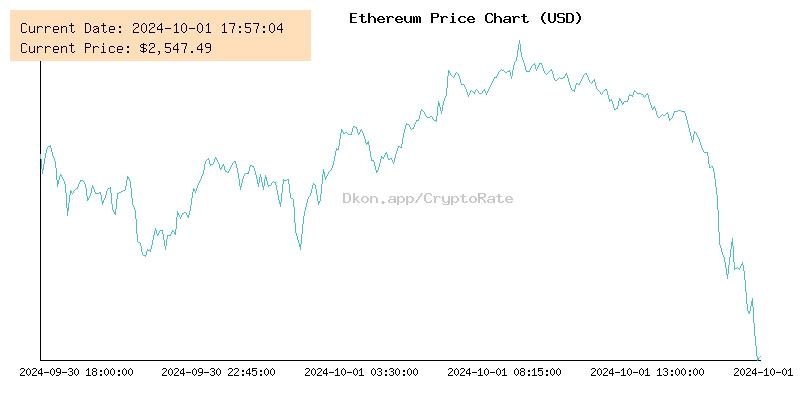 Ethereum Price Chart (USD)
Current Date: 2024-10-01 17:57:04
Current Price: $2,547.49
Dkon.app/CryptoRate
2024-09-30 18:00:00 2024-09-30 22:45:00 2024-10-01 03:30:00 2024-10-01 08:15:00 2024-10-01 13:00:00 2024-10-01